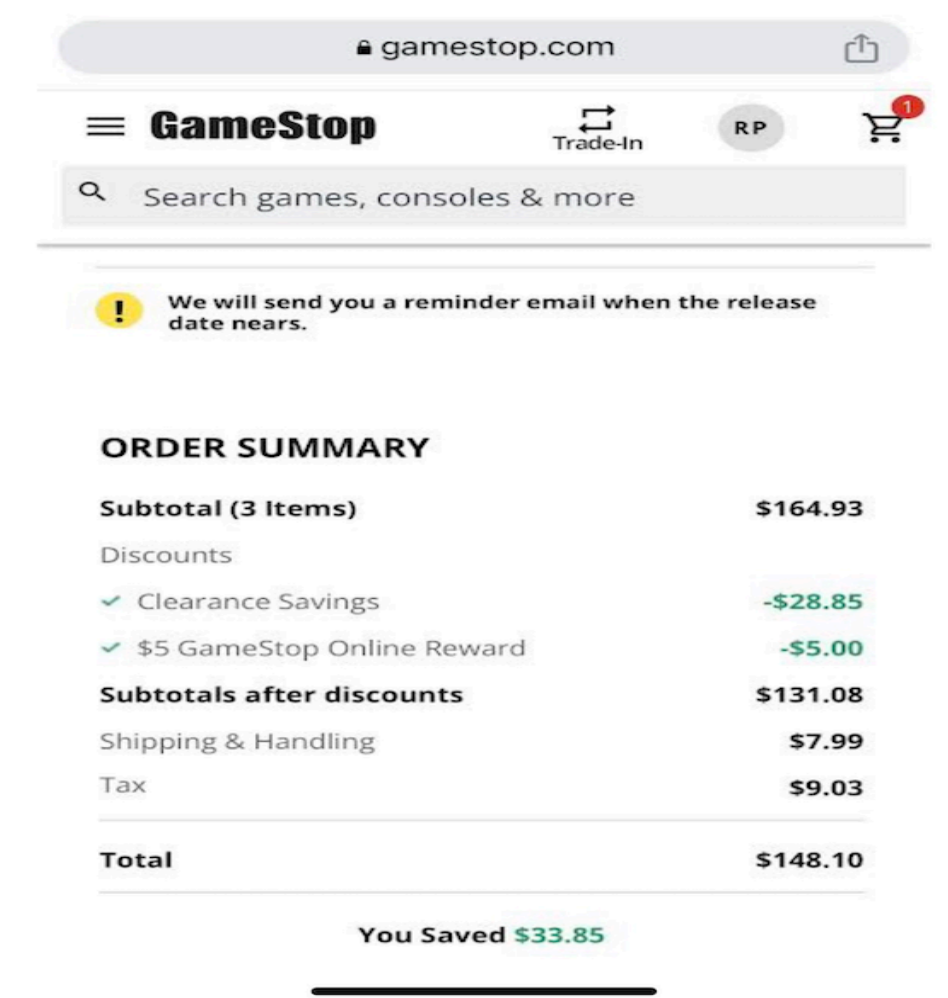 gamestop.com
GameStop
Trade-In
RP
1
Search games, consoles & more
! We will send you a reminder email when the release
date nears.
ORDER SUMMARY
Subtotal (3 Items) $164.93
Discounts
Clearance Savings -$28.85
$5 GameStop Online Reward -$5.00
Subtotals after discounts $131.08
Shipping & Handling $7.99
Tax $9.03
Total $148.10
You Saved $33.85